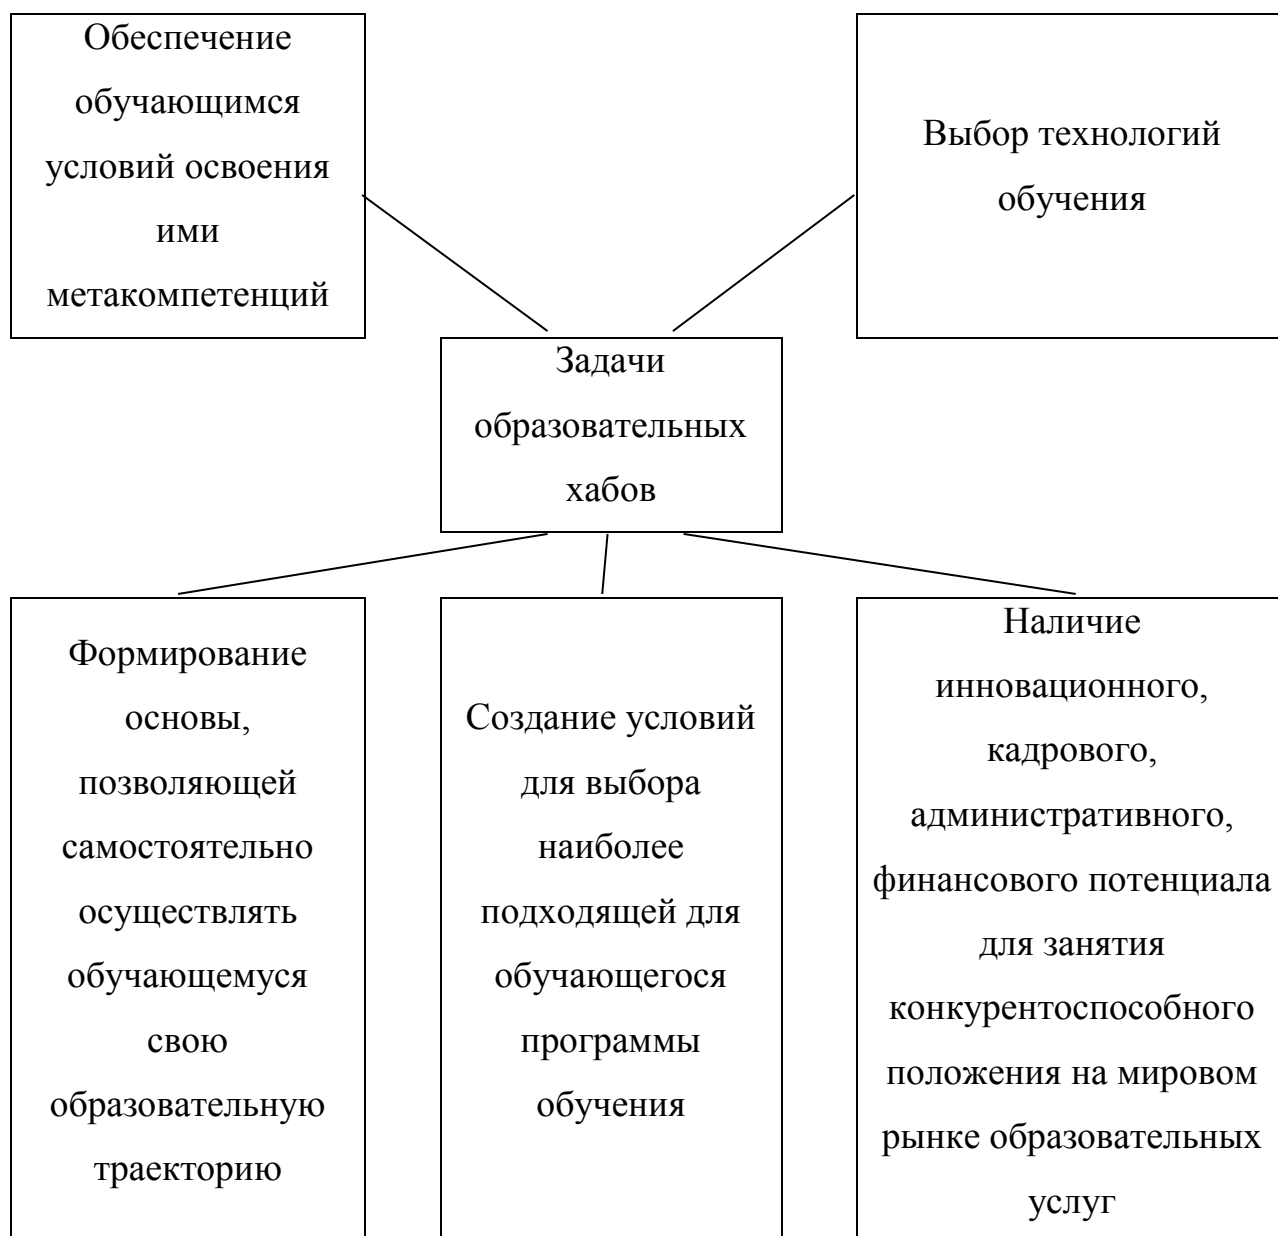 Обеспечение
обучающимся
условий освоения
ими
метакомпетенций
Выбор технологий
обучения
Задачи
образовательных
хабов
Формирование
основы,
позволяющей
самостоятельно
осуществлять
обучающемуся
свою
образовательную
траекторию
Создание условий
для выбора
наиболее
подходящей для
обучающегося
программы
обучения
Наличие
инновационного,
кадрового,
административного,
финансового потенциала
для занятия
конкурентоспособного
положения на мировом
рынке образовательных
услуг